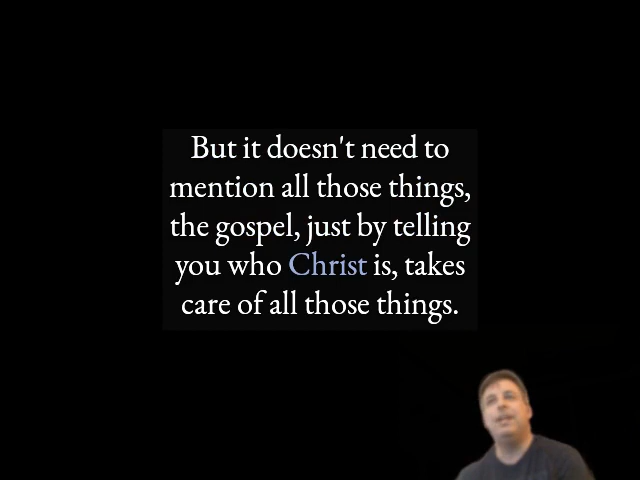 But it doesn't need to
mention all those things,
the gospel, just by telling
you who Christ is, takes
care of all those things.